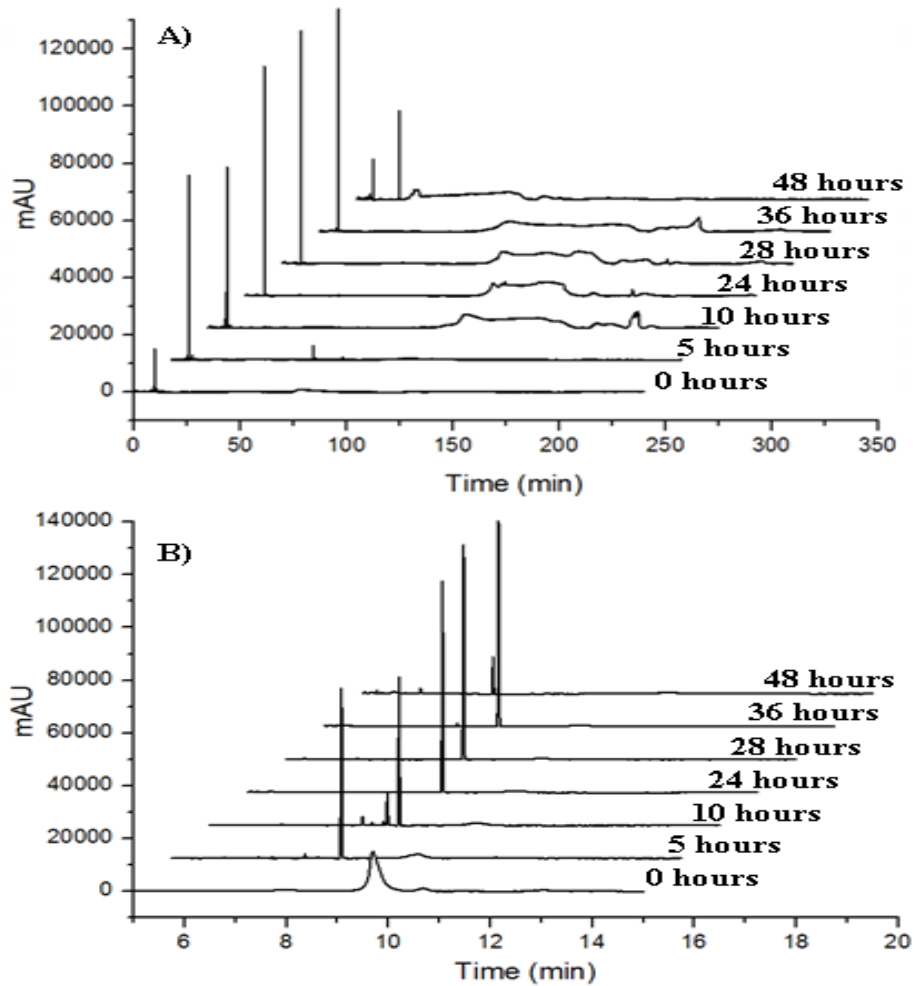 A)
120000
100000
80000
60000
40000
20000
0
mAU
48 hours
36 hours
28 hours
24 hours
10 hours
5 hours
0 hours
0 50 100 150 200 250 300 350
Time (min)
B)
140000
120000
100000
80000
60000
40000
20000
0
mAU
48 hours
36 hours
28 hours
24 hours
10 hours
5 hours
0 hours
6 8 10 12 14 16 18 20
Time (min)